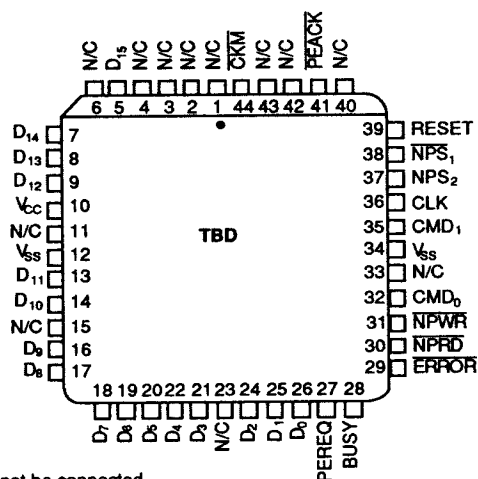 N/C D₁₅ N/C N/C N/C N/C CKM N/C N/C PEACK N/C
6 5 4 3 2 1 44 43 42 41 40
D₁₄ 7 39 RESET
D₁₃ 8 38 NPS₁
D₁₂ 9 37 NPS₂
VCC 10 36 CLK
N/C 11 35 CMD₁
VSS 12 TBD 34 VSS
D₁₁ 13 33 N/C
D₁₀ 14 32 CMD₀
N/C 15 31 NPWR
D₉ 16 30 NPRD
D₈ 17 29 ERROR
18 19 20 22 21 23 24 25 26 27 28
D₇ D₆ D₅ D₄ D₃ N/C D₂ D₁ D₀ PEREQ BUSY
not be connected